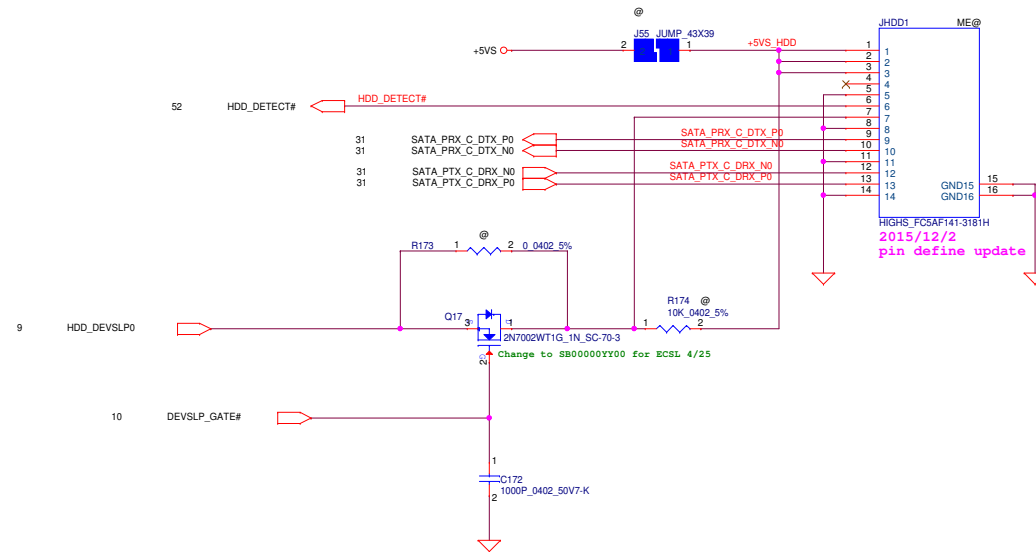 @
J55 JUMP_43X39
+5VS 2 1 +5VS_HDD
JHDD1 ME@
1 1
2 2
3 3
4 4
5 5
52 HDD_DETECT# HDD_DETECT# 6 6
7 7
8 8
31 SATA_PRX_C_DTX_P0 SATA_PRX_C_DTX_P0 9 9
31 SATA_PRX_C_DTX_N0 SATA_PRX_C_DTX_N0 10 10
11 11
31 SATA_PTX_C_DRX_N0 SATA_PTX_C_DRX_N0 12 12
31 SATA_PTX_C_DRX_P0 SATA_PTX_C_DRX_P0 13 13
14 14
GND15 15
GND16 16
HIGHS_FC5AF141-3181H
2015/12/2
pin define update
@
R173 1 2 0_0402_5%
R174 @
10K_0402_5%
1 2
9 HDD_DEVSLP0
Q17 3 1
2N7002WT1G_1N_SC-70-3
2
Change to SB00000YY00 for ECSL 4/25
10 DEVSLP_GATE#
1
C172
1000P_0402_50V7-K
2